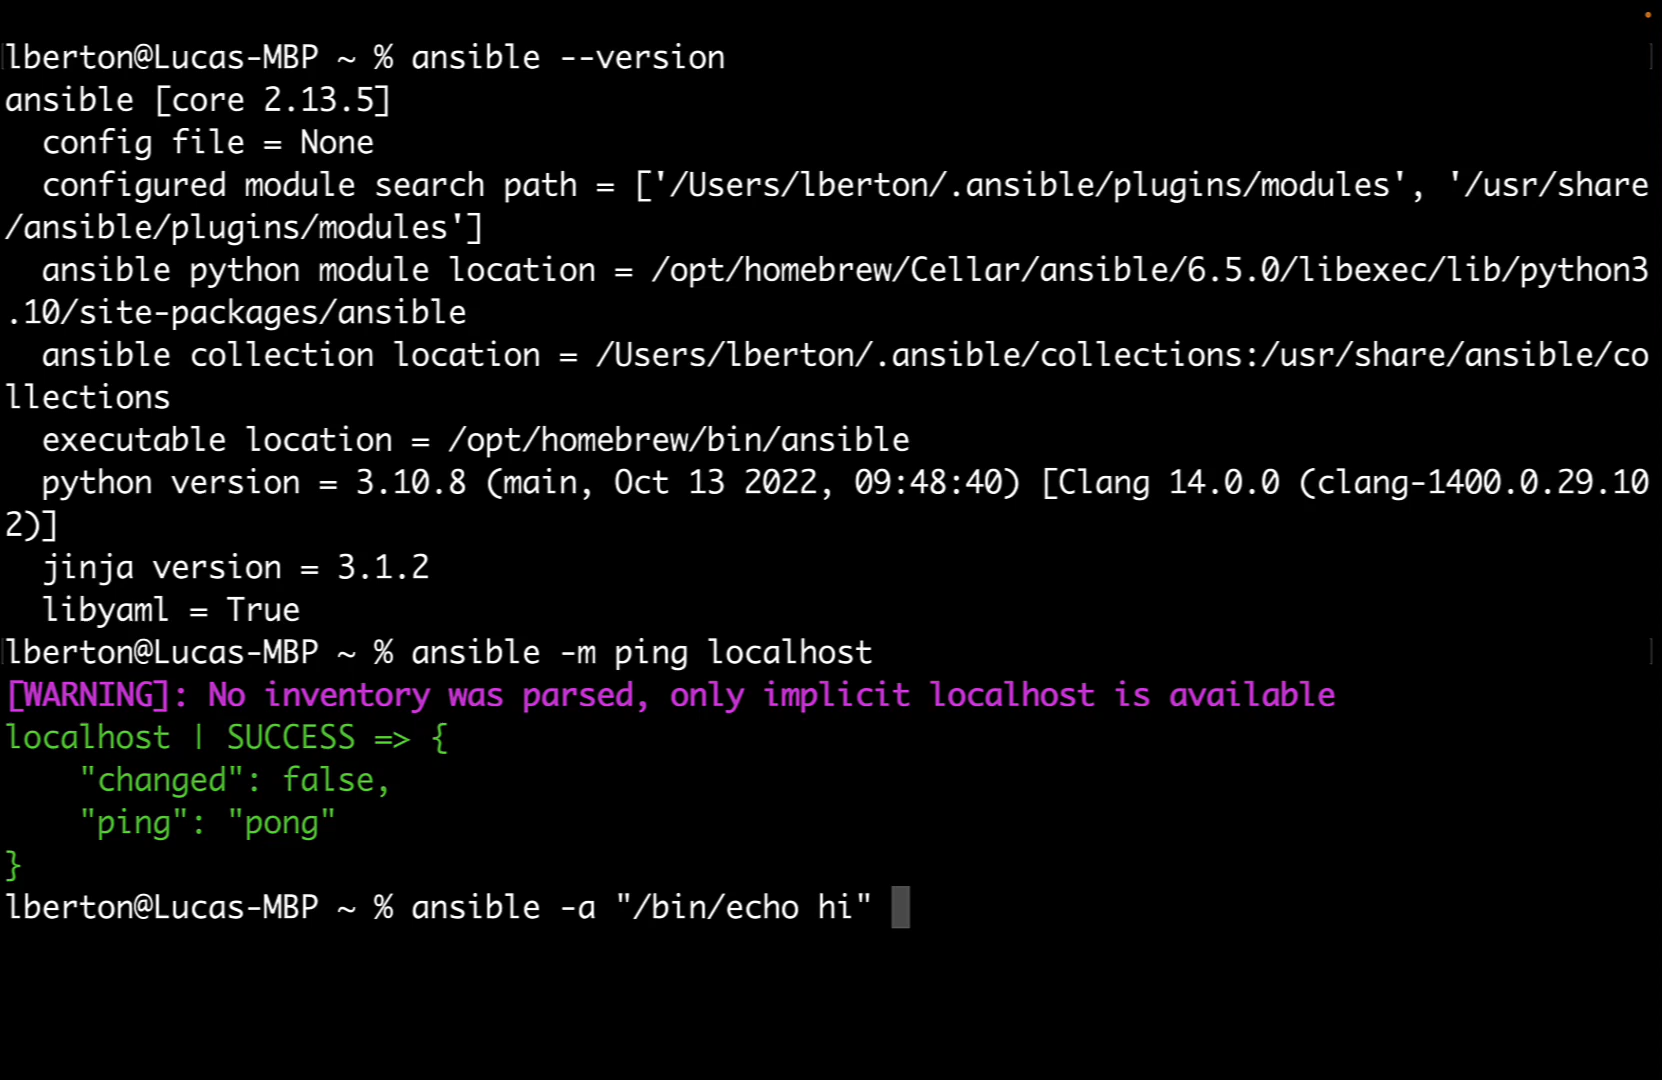 lberton@Lucas-MBP ~ % ansible --version
ansible [core 2.13.5]
  config file = None
  configured module search path = ['/Users/lberton/.ansible/plugins/modules', '/usr/share
/ansible/plugins/modules']
  ansible python module location = /opt/homebrew/Cellar/ansible/6.5.0/libexec/lib/python3
.10/site-packages/ansible
  ansible collection location = /Users/lberton/.ansible/collections:/usr/share/ansible/co
llections
  executable location = /opt/homebrew/bin/ansible
  python version = 3.10.8 (main, Oct 13 2022, 09:48:40) [Clang 14.0.0 (clang-1400.0.29.10
2)]
  jinja version = 3.1.2
  libyaml = True
lberton@Lucas-MBP ~ % ansible -m ping localhost
[WARNING]: No inventory was parsed, only implicit localhost is available
localhost | SUCCESS => {
    "changed": false,
    "ping": "pong"
}
lberton@Lucas-MBP ~ % ansible -a "/bin/echo hi"